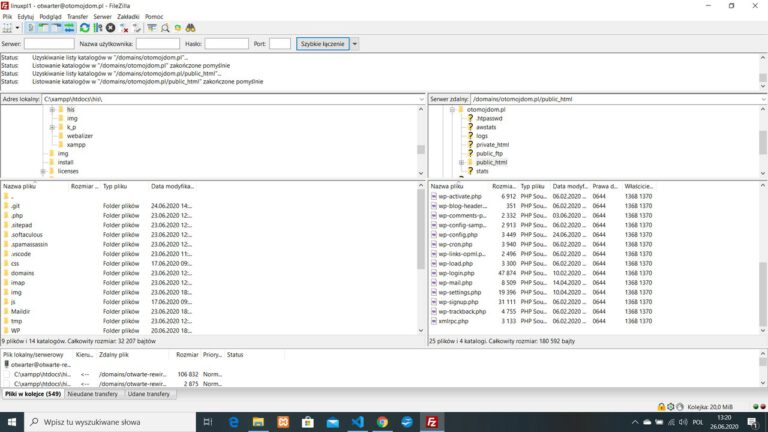 linuxpl1 - otwarter@otomojdom.pl - FileZilla
Plik Edytuj Podgląd Transfer Serwer Zakładki Pomoc
Serwer: Nazwa użytkownika: Hasło: Port: Szybkie łączenie
Status: Uzyskiwanie listy katalogów w "/domains/otomojdom.pl"...
Status: Listowanie katalogów w "/domains/otomojdom.pl" zakończone pomyślnie
Status: Uzyskiwanie listy katalogów w "/domains/otomojdom.pl/public_html"...
Status: Listowanie katalogów w "/domains/otomojdom.pl/public_html" zakończone pomyślnie
Adres lokalny: C:\xampp\htdocs\his\
his
img
k_p
webalizer
xampp
img
install
licenses
Serwer zdalny: /domains/otomojdom.pl/public_html
otomojdom.pl
.htpasswd
awstats
logs
private_html
public_ftp
public_html
stats
Nazwa pliku Rozmiar ... Typ pliku Data modyfika...
..
.git Folder plików 24.06.2020 14...
.php Folder plików 23.06.2020 12...
.sitepad Folder plików 23.06.2020 12...
.softaculous Folder plików 23.06.2020 12...
.spamassassin Folder plików 23.06.2020 12...
.vscode Folder plików 23.06.2020 11...
css Folder plików 17.06.2020 09...
domains Folder plików 23.06.2020 12...
imap Folder plików 23.06.2020 12...
img Folder plików 23.06.2020 18...
js Folder plików 17.06.2020 09...
Maildir Folder plików 23.06.2020 18...
tmp Folder plików 23.06.2020 12...
WP Folder plików 20.06.2020 18...
9 plików i 14 katalogów. Całkowity rozmiar: 32 207 bajtów
Nazwa pliku Rozmia... Typ pliku Data modyf... Prawa d... Właścicie...
wp-activate.php 6 912 PHP Sou... 06.02.2020 ... 0644 1368 1370
wp-blog-header... 351 PHP Sou... 06.02.2020 ... 0644 1368 1370
wp-comments-p... 2 332 PHP Sou... 03.06.2020 ... 0644 1368 1370
wp-config-samp... 2 913 PHP Sou... 06.02.2020 ... 0644 1368 1370
wp-config.php 3 449 PHP Sou... 24.06.2020 ... 0644 1368 1370
wp-cron.php 3 940 PHP Sou... 06.02.2020 ... 0644 1368 1370
wp-links-opml.p... 2 496 PHP Sou... 06.02.2020 ... 0644 1368 1370
wp-load.php 3 300 PHP Sou... 06.02.2020 ... 0644 1368 1370
wp-login.php 47 874 PHP Sou... 10.02.2020 ... 0644 1368 1370
wp-mail.php 8 509 PHP Sou... 14.04.2020 ... 0644 1368 1370
wp-settings.php 19 396 PHP Sou... 10.04.2020 ... 0644 1368 1370
wp-signup.php 31 111 PHP Sou... 06.02.2020 ... 0644 1368 1370
wp-trackback.php 4 755 PHP Sou... 06.02.2020 ... 0644 1368 1370
xmlrpc.php 3 133 PHP Sou... 06.02.2020 ... 0644 1368 1370
25 plików i 4 katalogi. Całkowity rozmiar: 180 592 bajty
Plik lokalny/serwerowy Kieru... Zdalny plik Rozmiar Priory... Status
otwarter@otwarte-re...
C:\xampp\htdocs\hi... <-- /domains/otwarte-rewir... 106 832 Norm...
C:\xampp\htdocs\hi... <-- /domains/otwarte-rewir... 2 875 Norm...
Pliki w kolejce (549) Nieudane transfery Udane transfery
Kolejka: 20,0 MiB
Wpisz tu wyszukiwane słowa
POL
13:20
26.06.2020